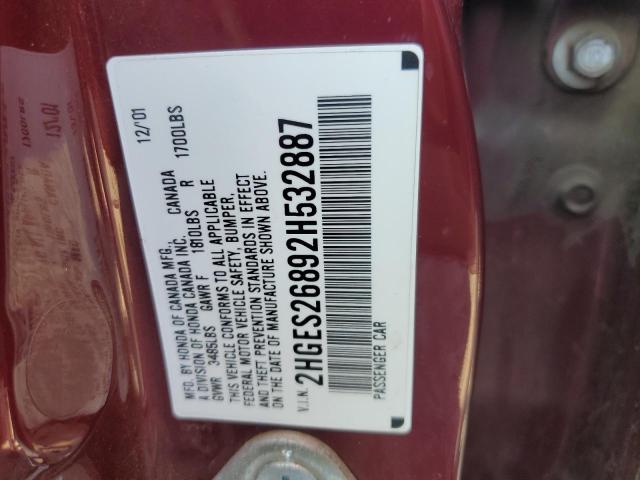 MFD. BY HONDA OF CANADA MFG., CANADA 12/'01
A DIVISION OF HONDA CANADA INC.
GVWR 3485LBS GAWR F 1810LBS R 1700LBS
THIS VEHICLE CONFORMS TO ALL APPLICABLE
FEDERAL MOTOR VEHICLE SAFETY, BUMPER,
AND THEFT PREVENTION STANDARDS IN EFFECT
ON THE DATE OF MANUFACTURE SHOWN ABOVE.
V.I.N. 2HGES26892H532887
PASSENGER CAR